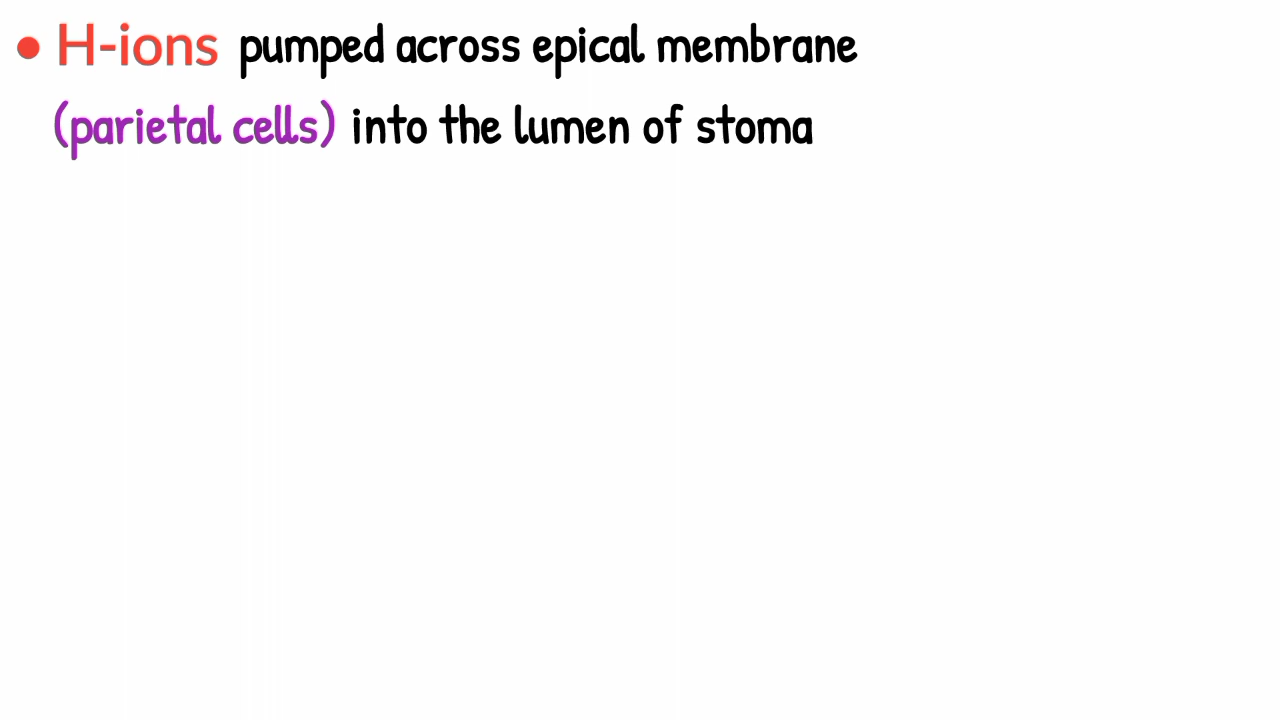 • H-ions pumped across epical membrane
(parietal cells) into the lumen of stoma